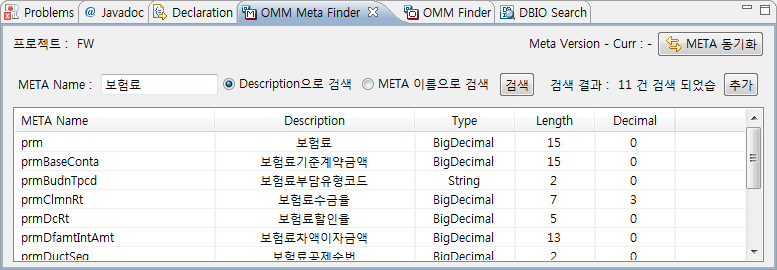 Problems @ Javadoc Declaration OMM Meta Finder OMM Finder DBIO Search
프로젝트 : FW Meta Version - Curr : - META 동기화
META Name : 보험료 Description으로 검색 META 이름으로 검색 검색 검색 결과 : 11 건 검색 되었습 추가
META Name Description Type Length Decimal
prm 보험료 BigDecimal 15 0
prmBaseConta 보험료기준계약금액 BigDecimal 15 0
prmBudnTpcd 보험료부담유형코드 String 2 0
prmClmnRt 보험료수금율 BigDecimal 7 3
prmDcRt 보험료할인율 BigDecimal 5 0
prmDfamtIntAmt 보험료차액이자금액 BigDecimal 13 0
prmDuctSeq 보험료공제순번 BigDecimal 2 0